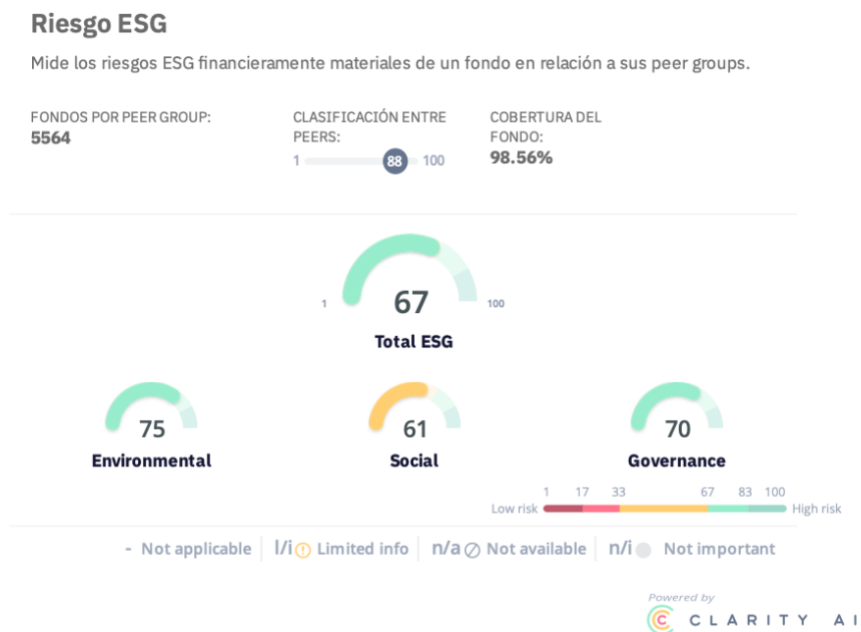 Riesgo ESG
Mide los riesgos ESG financieramente materiales de un fondo en relación a sus peer groups.
FONDOS POR PEER GROUP:
5564
CLASIFICACIÓN ENTRE
PEERS:
1 88 100
COBERTURA DEL
FONDO:
98.56%
67
1 100
Total ESG
75
Environmental
61
Social
70
Governance
1 17 33 67 83 100
Low risk High risk
- Not applicable l/i Limited info n/a Not available n/i Not important
Powered by
CLARITY AI